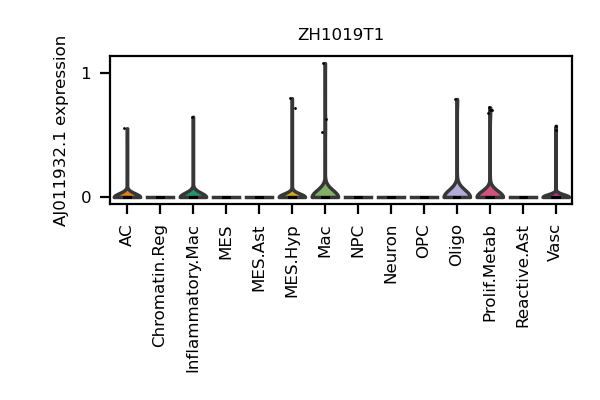 ZH1019T1
AJ011932.1 expression
1
0
AC
Chromatin.Reg
Inflammatory.Mac
MES
MES.Ast
MES.Hyp
Mac
NPC
Neuron
OPC
Oligo
Prolif.Metab
Reactive.Ast
Vasc